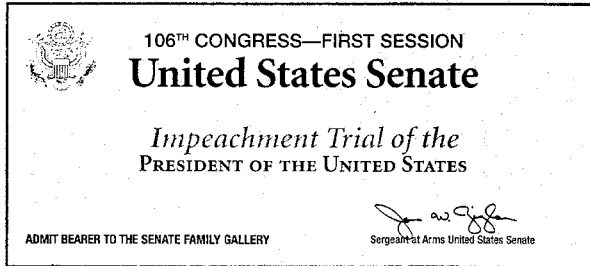 106TH CONGRESS—FIRST SESSION
United States Senate
Impeachment Trial of the
PRESIDENT OF THE UNITED STATES
ADMIT BEARER TO THE SENATE FAMILY GALLERY
Sergeant at Arms United States Senate